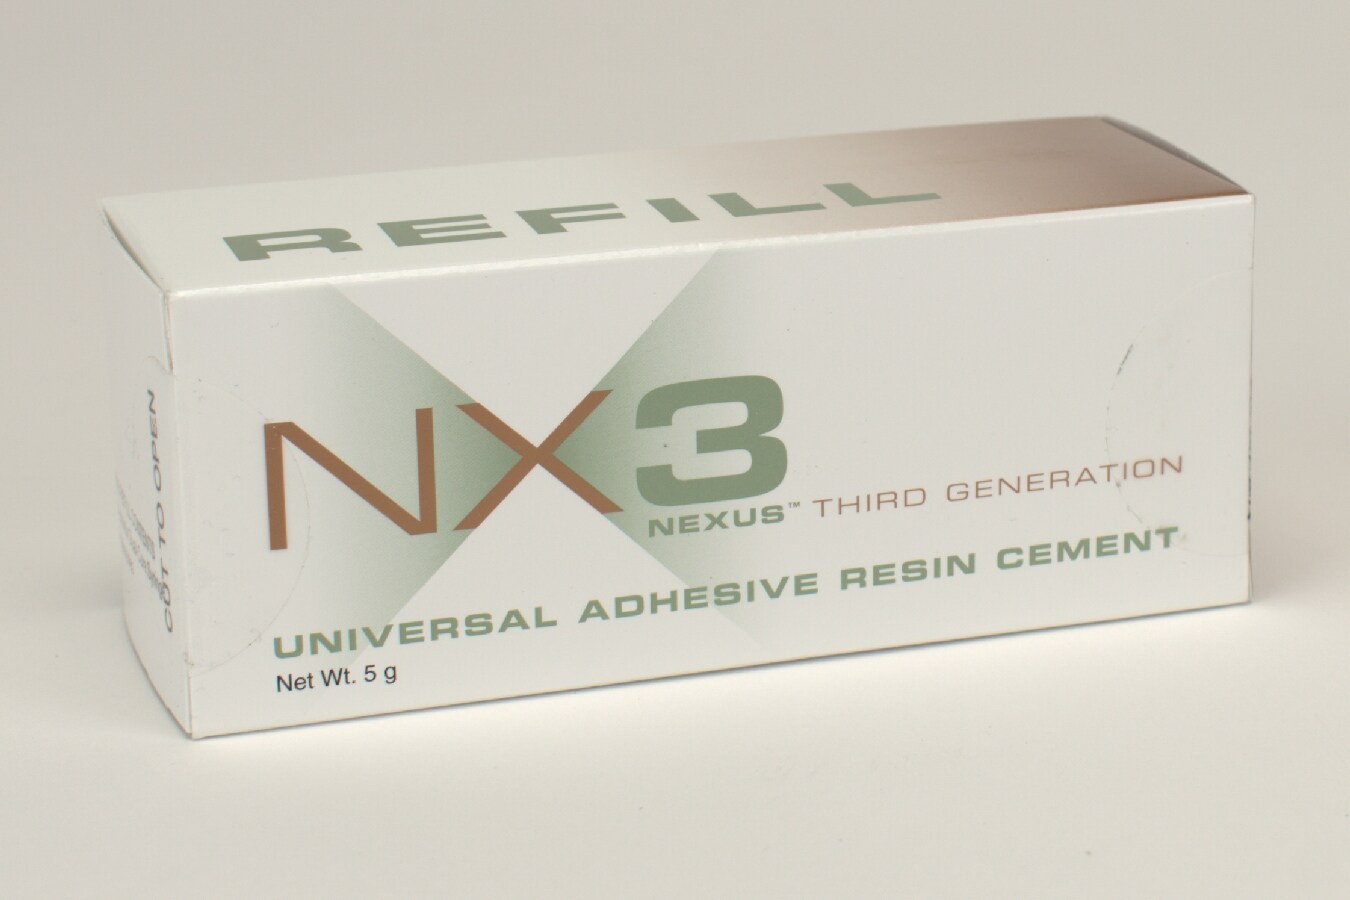 REFILL
NX3
NEXUS™ THIRD GENERATION
UNIVERSAL ADHESIVE RESIN CEMENT
Net Wt. 5 g
CUT TO OPEN